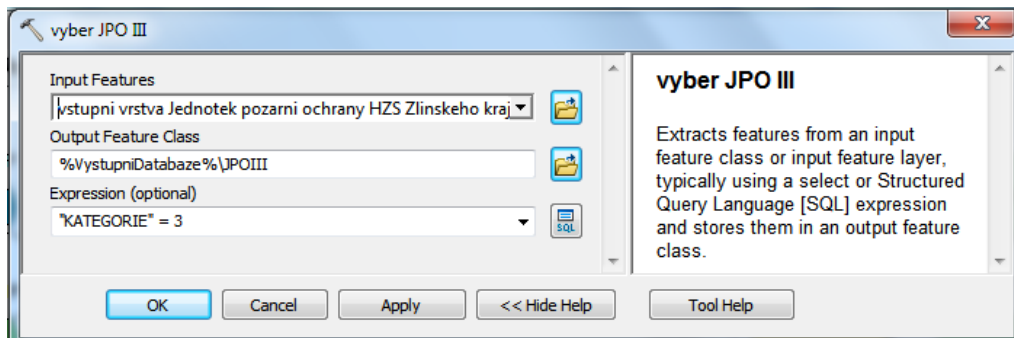 vyber JPO III
Input Features
vstupni vrstva Jednotek pozarni ochrany HZS Zlinskeho kraj
Output Feature Class
%VystupniDatabaze%\JPOIII
Expression (optional)
"KATEGORIE" = 3
SQL
vyber JPO III
Extracts features from an input
feature class or input feature layer,
typically using a select or Structured
Query Language [SQL] expression
and stores them in an output feature
class.
OK
Cancel
Apply
<< Hide Help
Tool Help